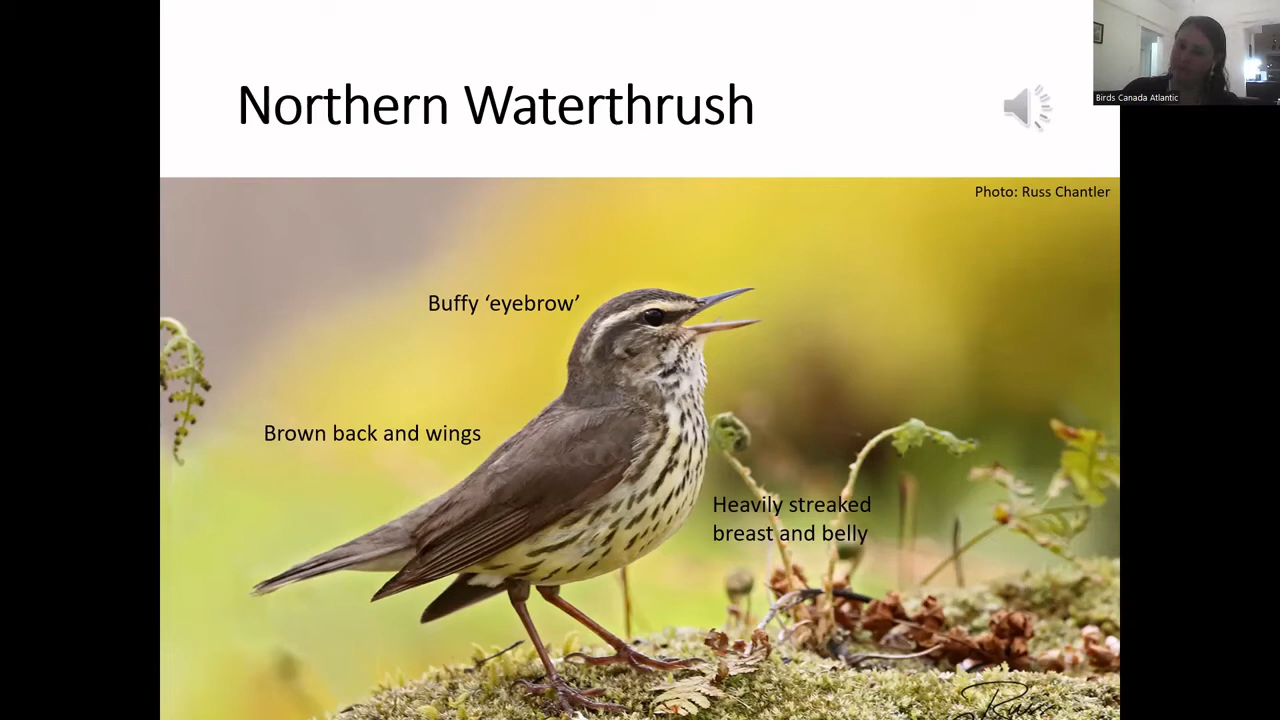 Northern Waterthrush
Birds Canada Atlantic
Photo: Russ Chantler
Buffy ‘eyebrow’
Brown back and wings
Heavily streaked
breast and belly